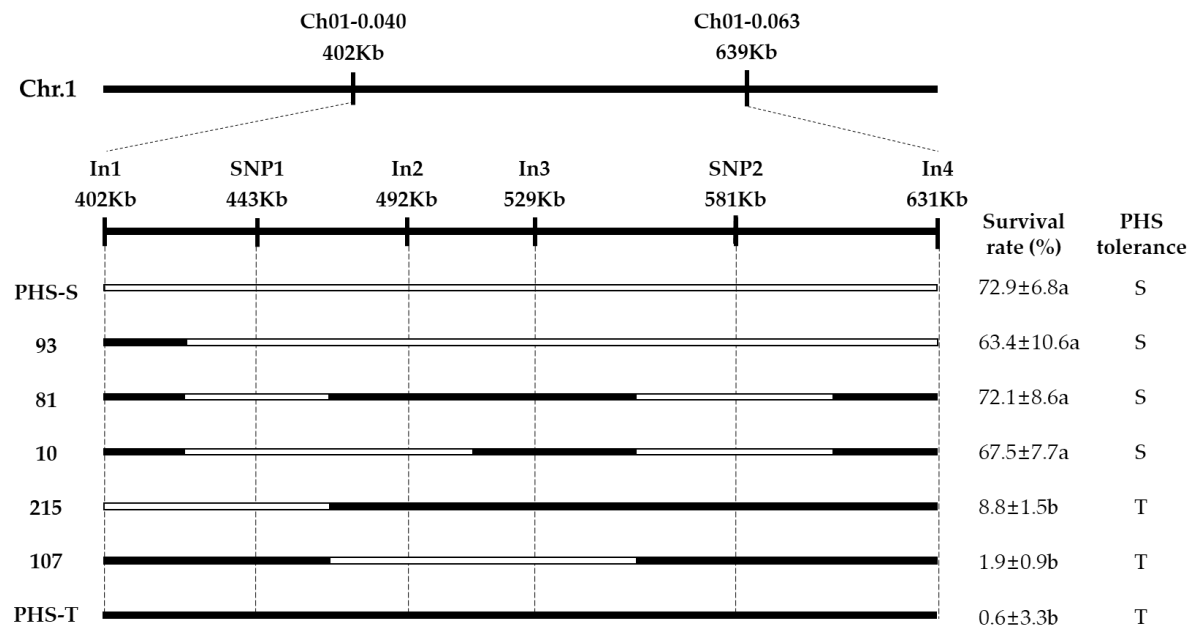 Ch01-0.040 Ch01-0.063
402Kb 639Kb
Chr.1
In1 SNP1 In2 In3 SNP2 In4
402Kb 443Kb 492Kb 529Kb 581Kb 631Kb
Survival PHS
rate (%) tolerance
PHS-S 72.9±6.8a S
93 63.4±10.6a S
81 72.1±8.6a S
10 67.5±7.7a S
215 8.8±1.5b T
107 1.9±0.9b T
PHS-T 0.6±3.3b T